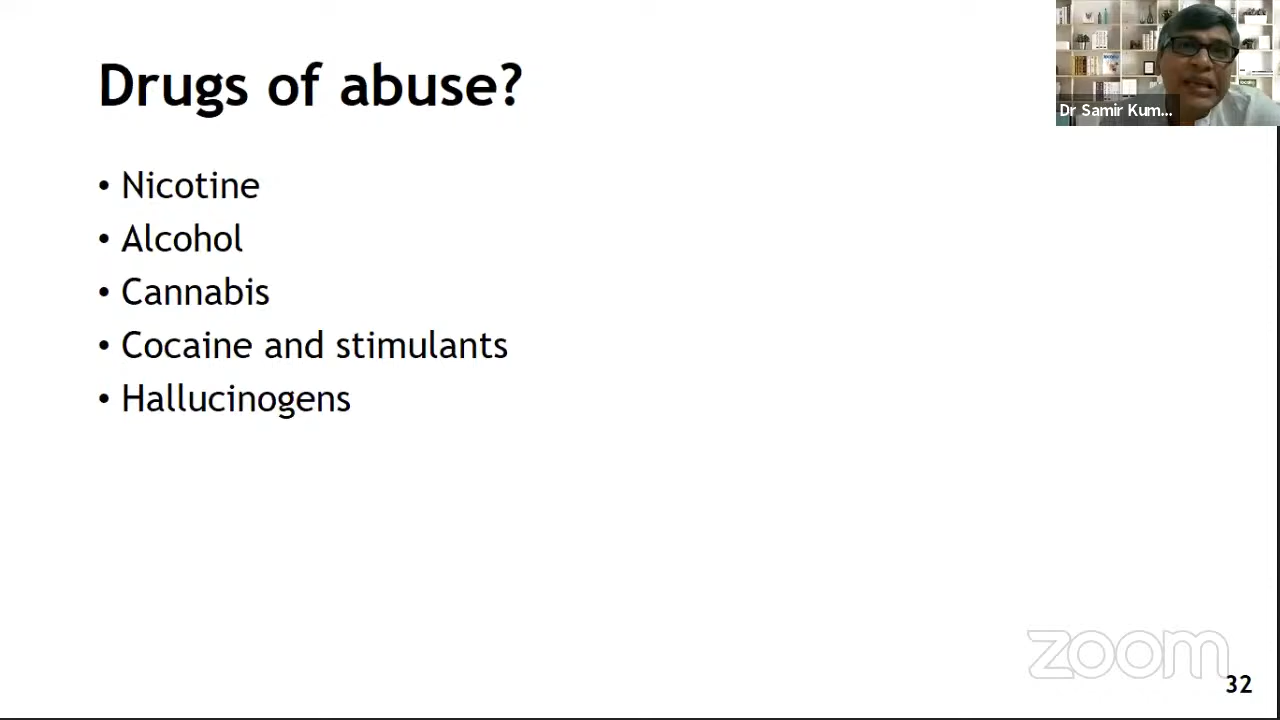 Drugs of abuse?
Dr Samir Kum...
• Nicotine
• Alcohol
• Cannabis
• Cocaine and stimulants
• Hallucinogens
zoom
32